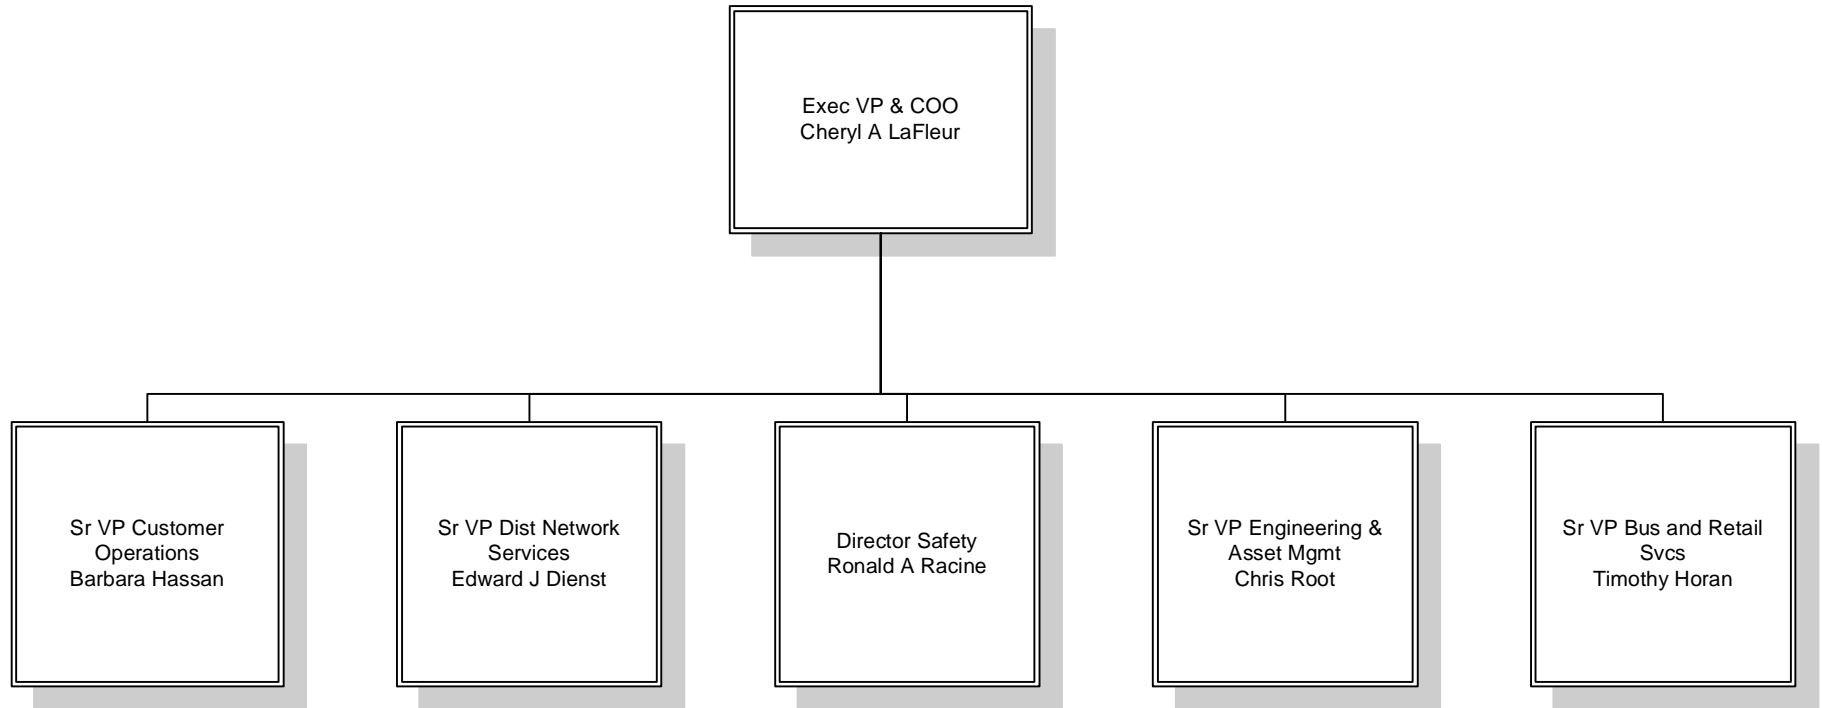 Exec VP & COO
Cheryl A LaFleur
Sr VP Customer
Operations
Barbara Hassan
Sr VP Dist Network
Services
Edward J Dienst
Director Safety
Ronald A Racine
Sr VP Engineering &
Asset Mgmt
Chris Root
Sr VP Bus and Retail
Svcs
Timothy Horan